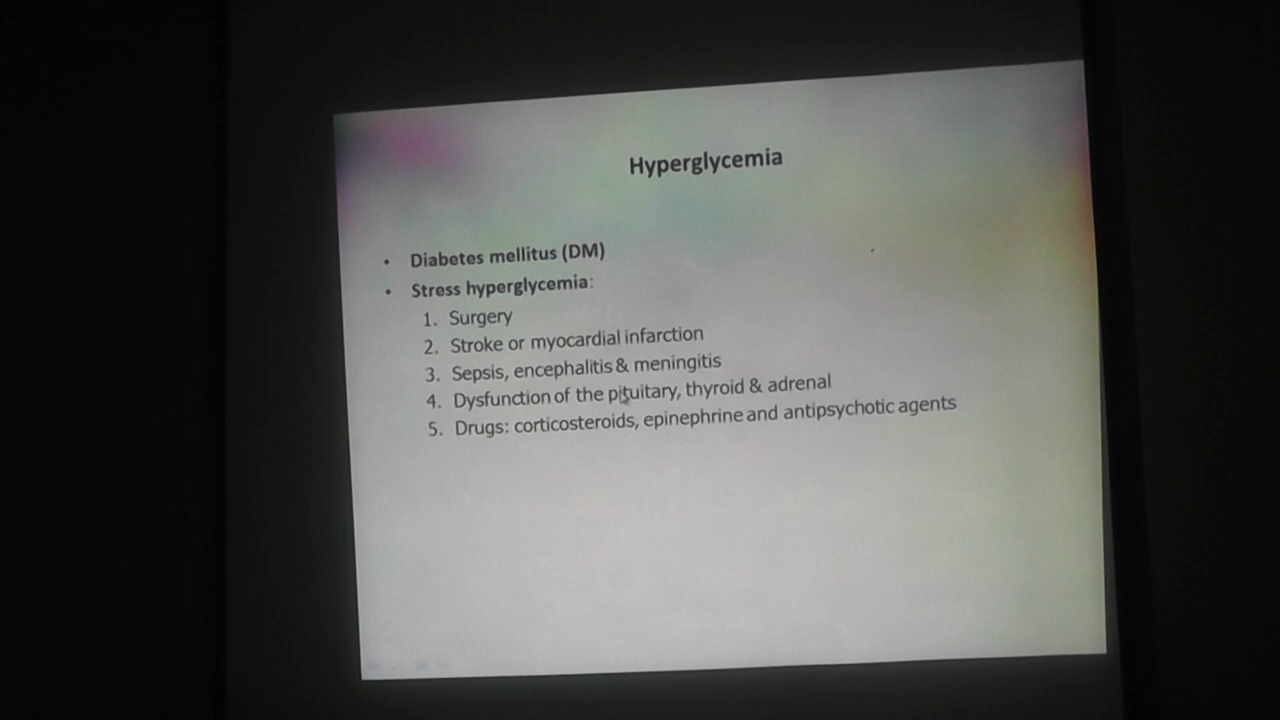 Hyperglycemia
• Diabetes mellitus (DM)
• Stress hyperglycemia:
1. Surgery
2. Stroke or myocardial infarction
3. Sepsis, encephalitis & meningitis
4. Dysfunction of the pituitary, thyroid & adrenal
5. Drugs: corticosteroids, epinephrine and antipsychotic agents